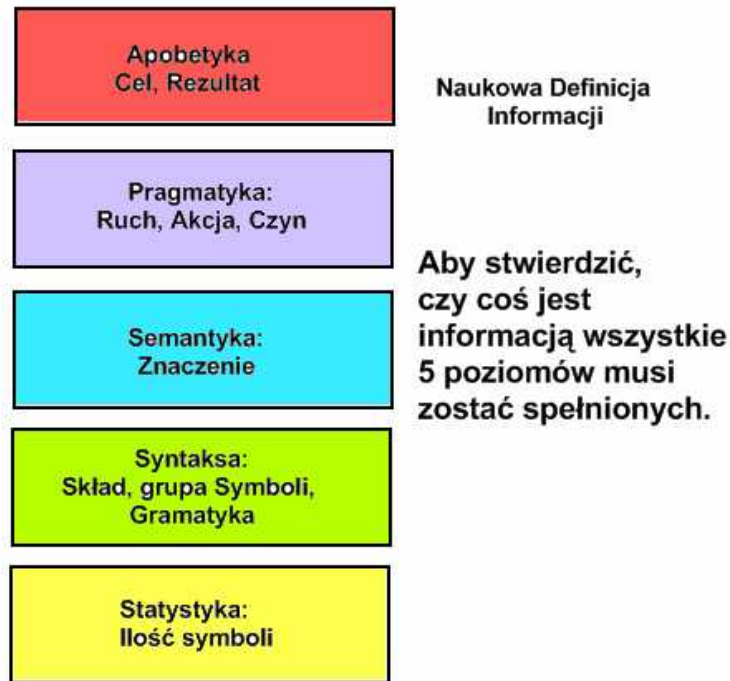 Apobetyka
Cel, Rezultat
Naukowa Definicja
Informacji
Pragmatyka:
Ruch, Akcja, Czyn
Aby stwierdzić,
czy coś jest
informacją wszystkie
5 poziomów musi
zostać spełnionych.
Semantyka:
Znaczenie
Syntaksa:
Skład, grupa Symboli,
Gramatyka
Statystyka:
Ilość symboli